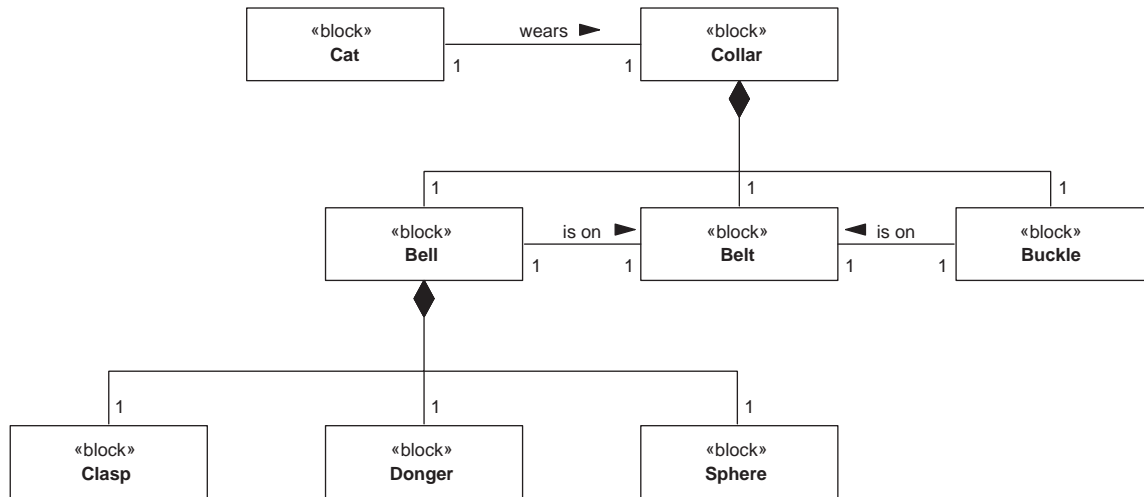 «block»
Cat
wears
1
1
«block»
Collar
1
1
1
«block»
Bell
is on
1
1
«block»
Belt
is on
1
1
«block»
Buckle
1
1
1
«block»
Clasp
«block»
Donger
«block»
Sphere